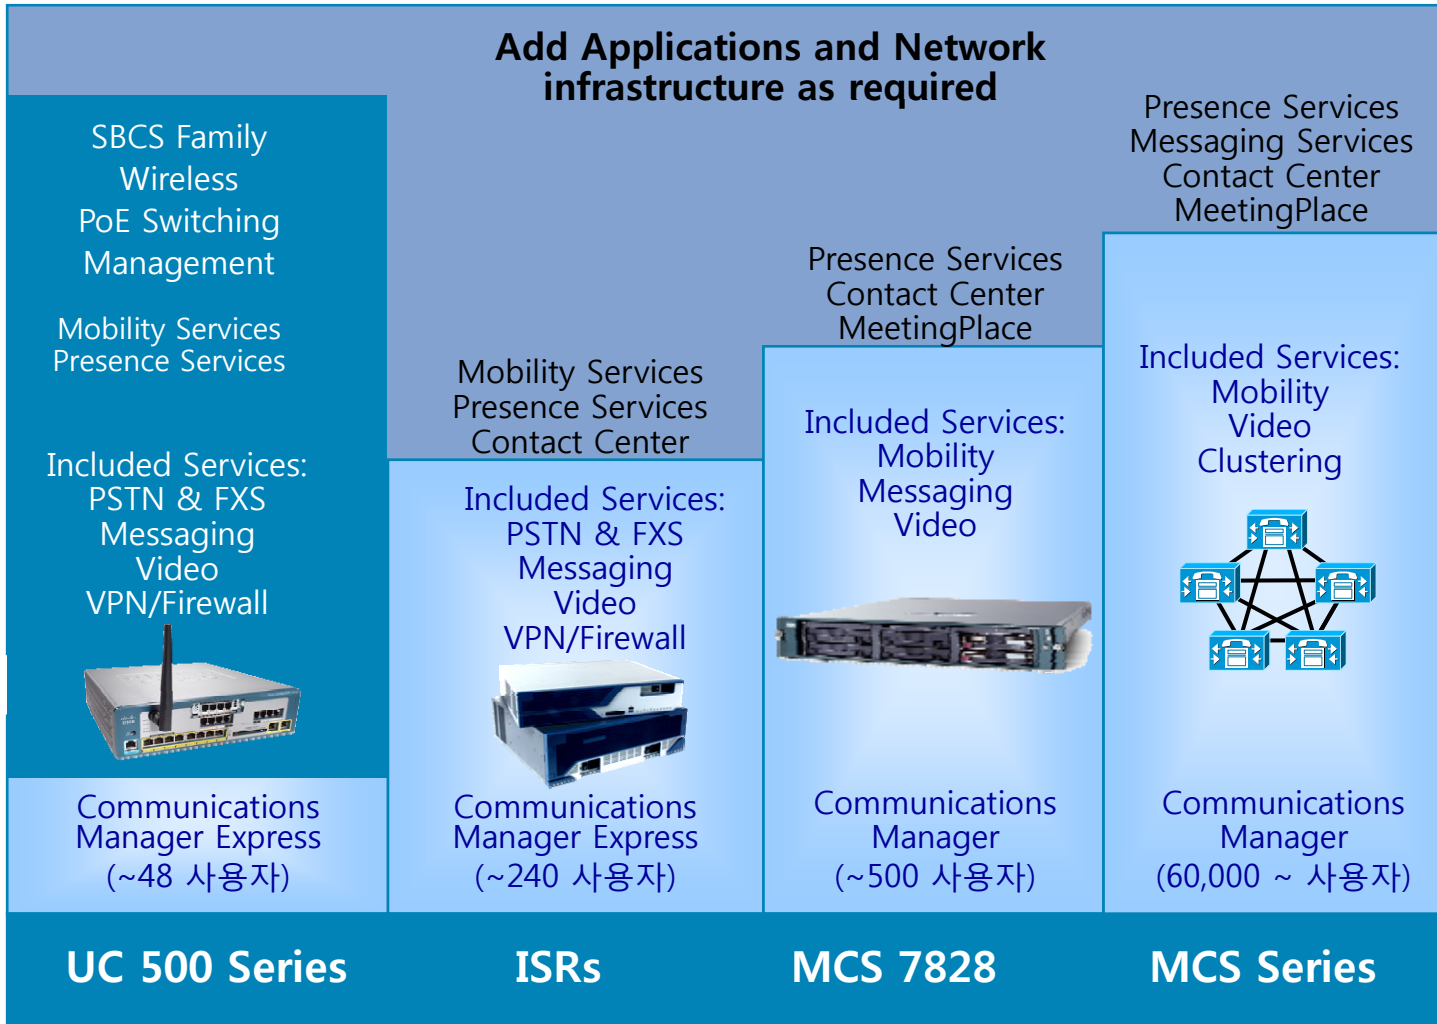 Add Applications and Network
infrastructure as required
SBCS Family
Wireless
PoE Switching
Management
Mobility Services
Presence Services
Included Services:
PSTN & FXS
Messaging
Video
VPN/Firewall
Communications
Manager Express
(~48 사용자)
UC 500 Series
Mobility Services
Presence Services
Contact Center
Included Services:
PSTN & FXS
Messaging
Video
VPN/Firewall
Communications
Manager Express
(~240 사용자)
ISRs
Presence Services
Contact Center
MeetingPlace
Included Services:
Mobility
Messaging
Video
Communications
Manager
(~500 사용자)
MCS 7828
Presence Services
Messaging Services
Contact Center
MeetingPlace
Included Services:
Mobility
Video
Clustering
Communications
Manager
(60,000 ~ 사용자)
MCS Series